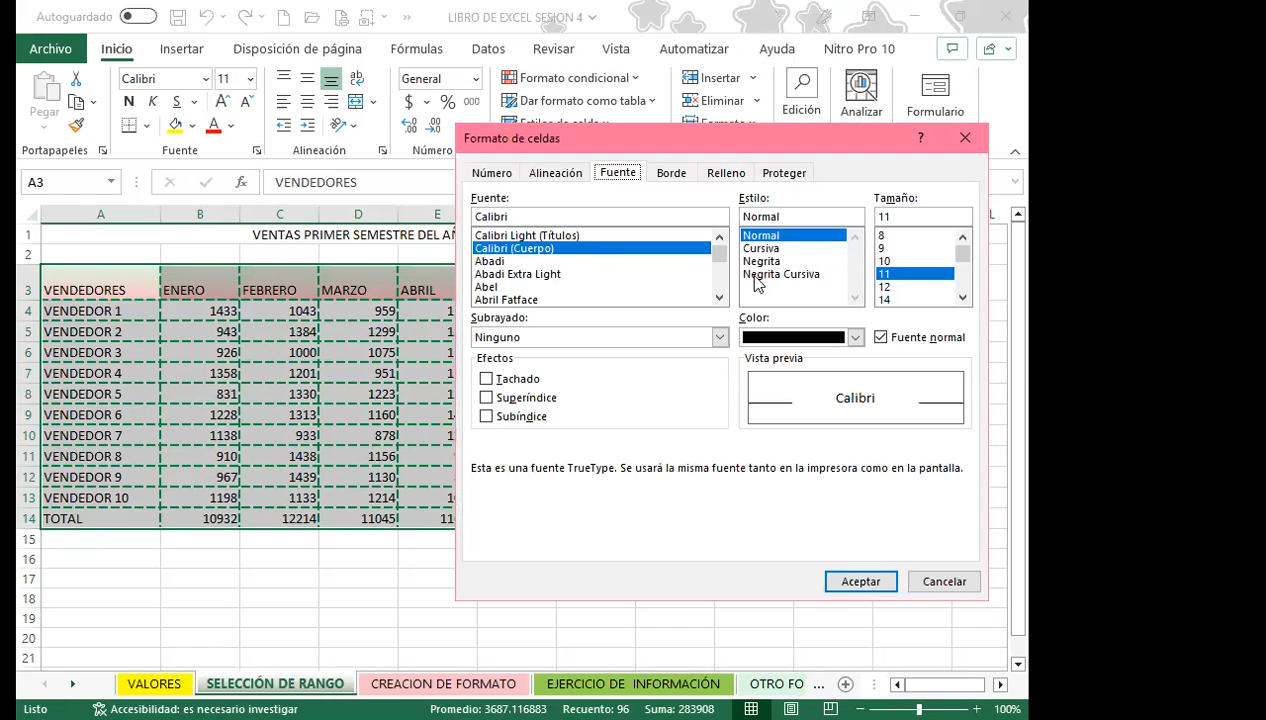 Autoguardado LIBRO DE EXCEL SESION 4
Archivo Inicio Insertar Disposición de página Fórmulas Datos Revisar Vista Automatizar Ayuda Nitro Pro 10
Pegar Calibri 11 General $ % 000 Formato condicional Insertar
N K S Dar formato como tabla Eliminar Edición Analizar Formulario
Portapapeles Fuente Alineación Número
A3 VENDEDORES
A B C D E L
1 VENTAS PRIMER SEMESTRE DEL
2
3 VENDEDORES ENERO FEBRERO MARZO ABRIL
4 VENDEDOR 1 1433 1043 959
5 VENDEDOR 2 943 1384 1299
6 VENDEDOR 3 926 1000 1075
7 VENDEDOR 4 1358 1201 951
8 VENDEDOR 5 831 1330 1223
9 VENDEDOR 6 1228 1313 1160
10 VENDEDOR 7 1138 933 878
11 VENDEDOR 8 910 1438 1156
12 VENDEDOR 9 967 1439 1130
13 VENDEDOR 10 1198 1133 1214
14 TOTAL 10932 12214 11045
15
16
17
18
19
20
21
Formato de celdas ?
Número Alineación Fuente Borde Relleno Proteger
Fuente: Estilo: Tamaño:
Calibri Normal 11
Calibri Light (Títulos) Normal 8
Calibri (Cuerpo) Cursiva 9
Abadi Negrita 10
Abadi Extra Light Negrita Cursiva 11
Abel 12
Abril Fatface 14
Subrayado: Color:
Ninguno Fuente normal
Efectos Vista previa
Tachado
Superíndice Calibri
Subíndice
Esta es una fuente TrueType. Se usará la misma fuente tanto en la impresora como en la pantalla.
Aceptar Cancelar
VALORES SELECCIÓN DE RANGO CREACION DE FORMATO EJERCICIO DE INFORMACIÓN OTRO FO ...
Listo Accesibilidad: es necesario investigar Promedio: 3687.116883 Recuento: 96 Suma: 283908 100%